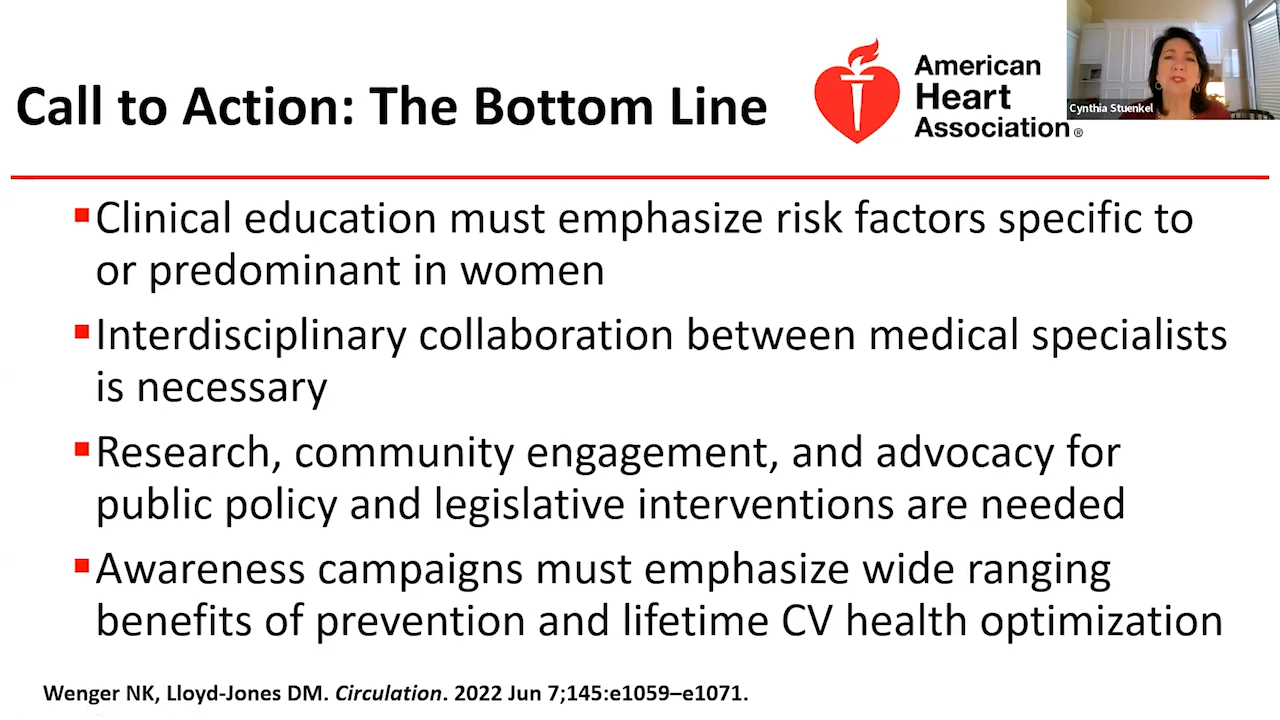 Call to Action: The Bottom Line
American
Heart
Association®
Cynthia Stuenkel
▪Clinical education must emphasize risk factors specific to
or predominant in women
▪Interdisciplinary collaboration between medical specialists
is necessary
▪Research, community engagement, and advocacy for
public policy and legislative interventions are needed
▪Awareness campaigns must emphasize wide ranging
benefits of prevention and lifetime CV health optimization
Wenger NK, Lloyd-Jones DM. Circulation. 2022 Jun 7;145:e1059–e1071.